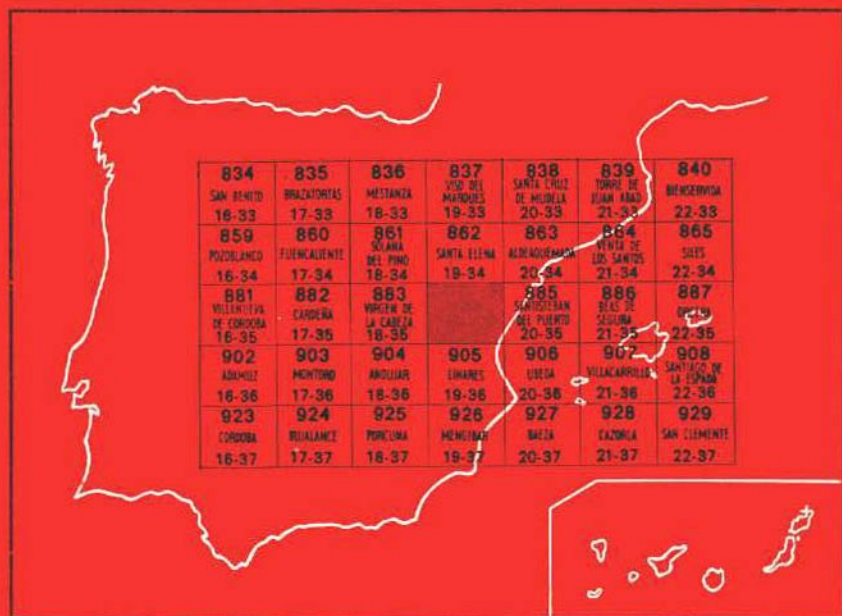 834
SAN BENITO
16-33
835
BRAZATORTAS
17-33
836
MESTANZA
18-33
837
VISO DEL
MARQUES
19-33
838
SANTA CRUZ
DE MUDELA
20-33
839
TORRE DE
JUAN ABAD
21-33
840
BIENSERVIDA
22-33
859
POZOBLANCO
16-34
860
FUENCALIENTE
17-34
861
SOLANA
DEL PINO
18-34
862
SANTA ELENA
19-34
863
ALDEAQUEMADA
20-34
864
VENTA DE
LOS SANTOS
21-34
865
SILES
22-34
881
VILLANUEVA
DE CORDOBA
16-35
882
CARDEÑA
17-35
883
VIRGEN DE
LA CABEZA
18-35
885
SANTISTEBAN
DEL PUERTO
20-35
886
BEAS DE
SEGURA
21-35
887
22-35
902
ADAMUZ
16-36
903
MONTORO
17-36
904
ANDUJAR
18-36
905
LINARES
19-36
906
UBEDA
20-36
907
VILLACARRILLO
21-36
908
SANTIAGO DE
LA ESPADA
22-36
923
CORDOBA
16-37
924
BUJALANCE
17-37
925
PORCUNA
18-37
926
MENGIBAR
19-37
927
BAEZA
20-37
928
CAZORLA
21-37
929
SAN CLEMENTE
22-37